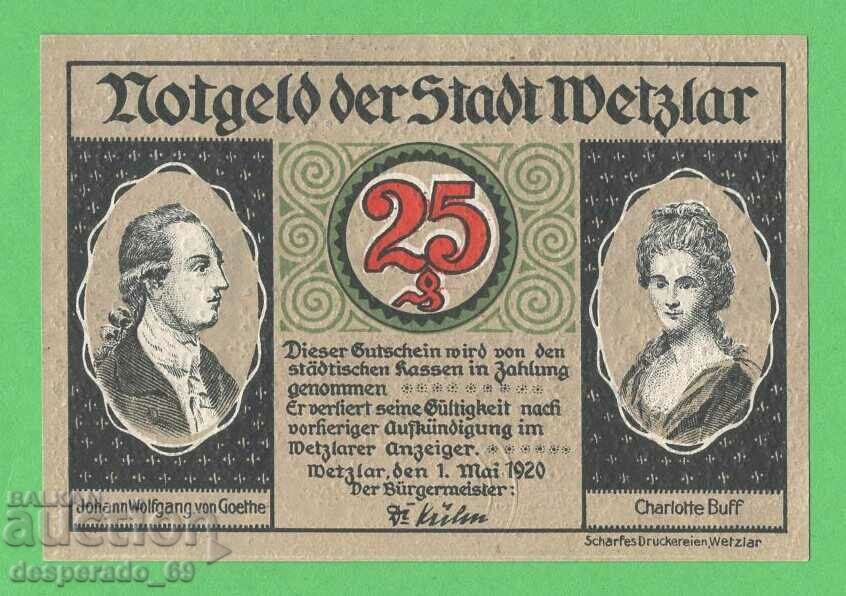 Notgeld der Stadt Wetzlar
25
₰
Dieser Gutschein wird von den
städtischen Kassen in Zahlung
genommen
Er verliert seine Gültigkeit nach
vorheriger Aufkündigung im
Wetzlarer Anzeiger.
Wetzlar, den 1. Mai 1920
Der Bürgermeister:
Dr Kühn
Johann Wolfgang von Goethe
Charlotte Buff
Scharfes Druckereien, Wetzlar
BALKAN
auction
desperado_69